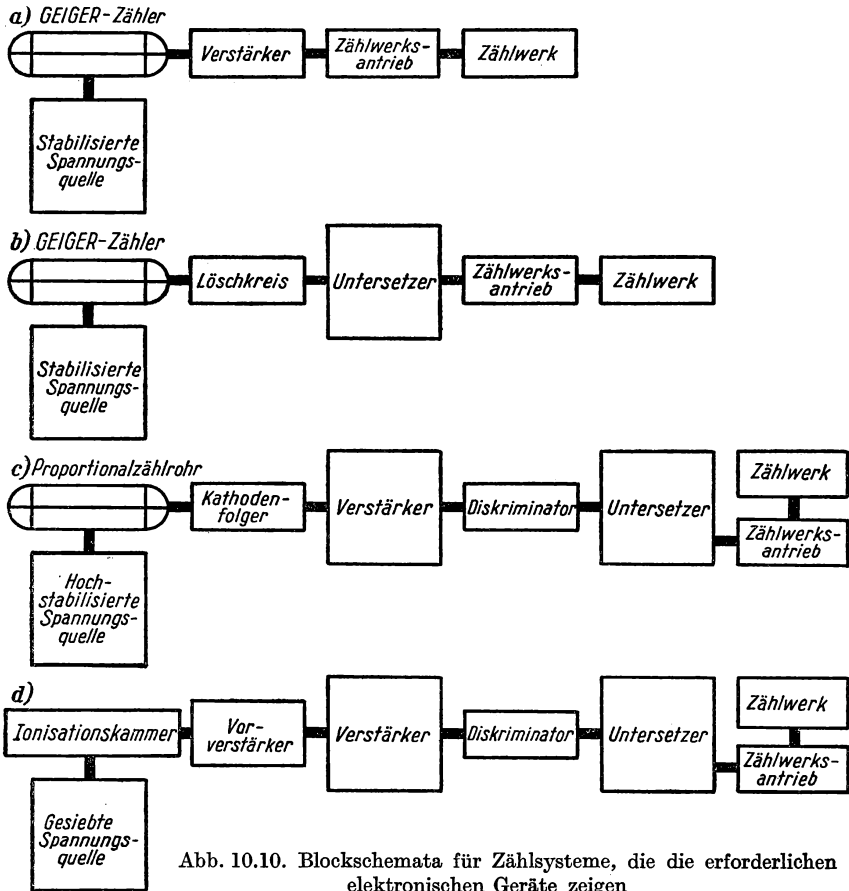 a) GEIGER-Zähler
Verstärker
Zählwerks-
antrieb
Zählwerk
Stabilisierte
Spannungs-
quelle
b) GEIGER-Zähler
Löschkreis
Untersetzer
Zählwerks-
antrieb
Zählwerk
Stabilisierte
Spannungs-
quelle
c) Proportionalzählrohr
Kathoden-
folger
Verstärker
Diskriminator
Untersetzer
Zählwerk
Zählwerks-
antrieb
Hoch-
stabilisierte
Spannungs-
quelle
d)
Ionisationskammer
Vor-
verstärker
Verstärker
Diskriminator
Untersetzer
Zählwerk
Zählwerks-
antrieb
Gesiebte
Spannungs-
quelle
Abb. 10.10. Blockschemata für Zählsysteme, die die erforderlichen
elektronischen Geräte zeigen